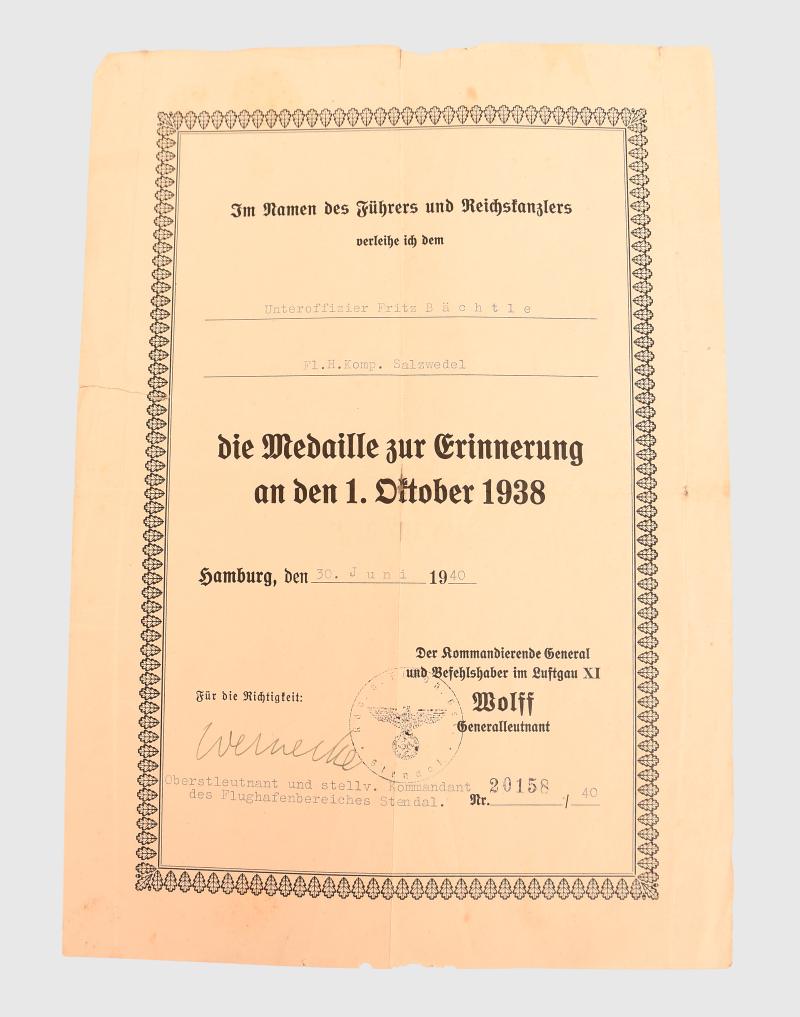 Im Namen des Führers und Reichskanzlers
verleihe ich dem
Unteroffizier Fritz B ä c h t l e
Fl.H.Komp. Salzwedel
die Medaille zur Erinnerung
an den 1. Oktober 1938
Hamburg, den 30. J u n i 1940
Der Kommandierende General
und Befehlshaber im Luftgau XI
Wolff
Generalleutnant
Für die Richtigkeit:
Wernecke
Stendal
Oberstleutnant und stellv. Kommandant
des Flughafenbereiches Stendal.
Nr. 20158 / 40